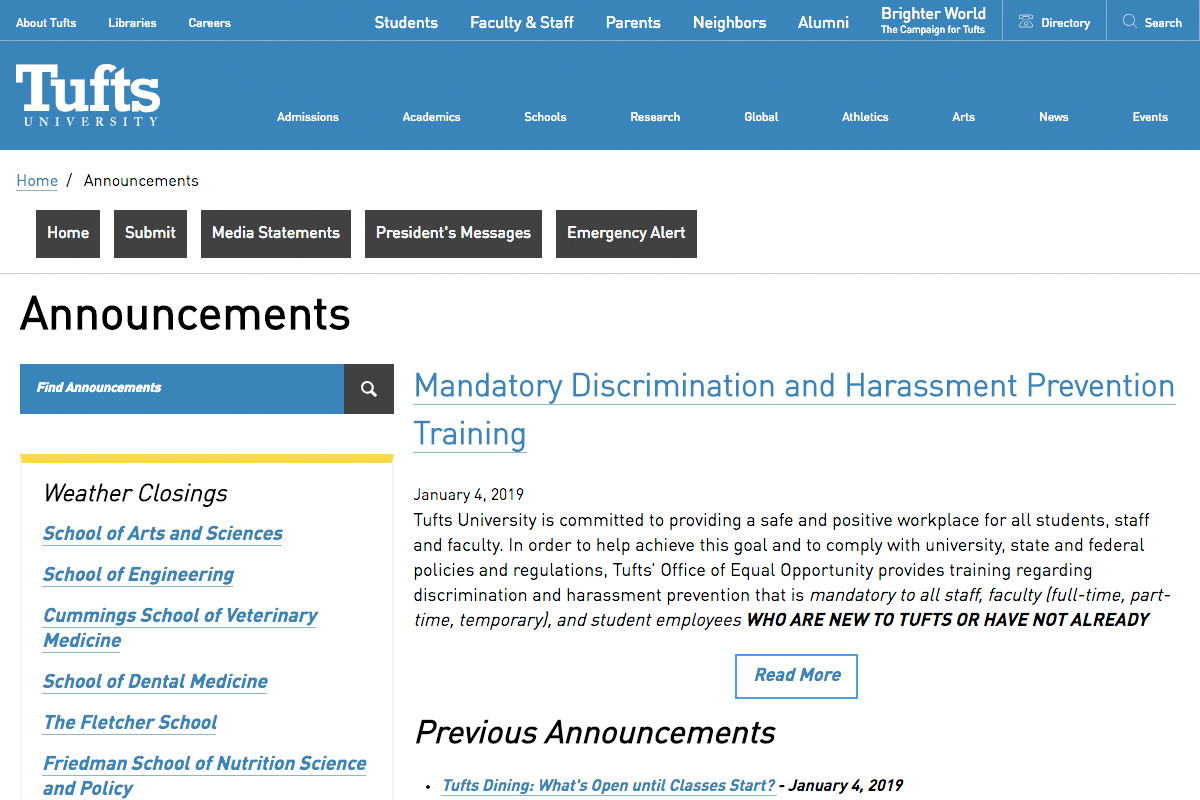 About Tufts Libraries Careers Students Faculty & Staff Parents Neighbors Alumni Brighter World Directory Search
The Campaign for Tufts
Tufts
UNIVERSITY
Admissions Academics Schools Research Global Athletics Arts News Events
Home / Announcements
Home Submit Media Statements President's Messages Emergency Alert
Announcements
Find Announcements
Weather Closings
School of Arts and Sciences
School of Engineering
Cummings School of Veterinary
Medicine
School of Dental Medicine
The Fletcher School
Friedman School of Nutrition Science
and Policy
Mandatory Discrimination and Harassment Prevention
Training
January 4, 2019
Tufts University is committed to providing a safe and positive workplace for all students, staff
and faculty. In order to help achieve this goal and to comply with university, state and federal
policies and regulations, Tufts’ Office of Equal Opportunity provides training regarding
discrimination and harassment prevention that is mandatory to all staff, faculty (full-time, part-
time, temporary), and student employees WHO ARE NEW TO TUFTS OR HAVE NOT ALREADY
Read More
Previous Announcements
• Tufts Dining: What's Open until Classes Start? - January 4, 2019